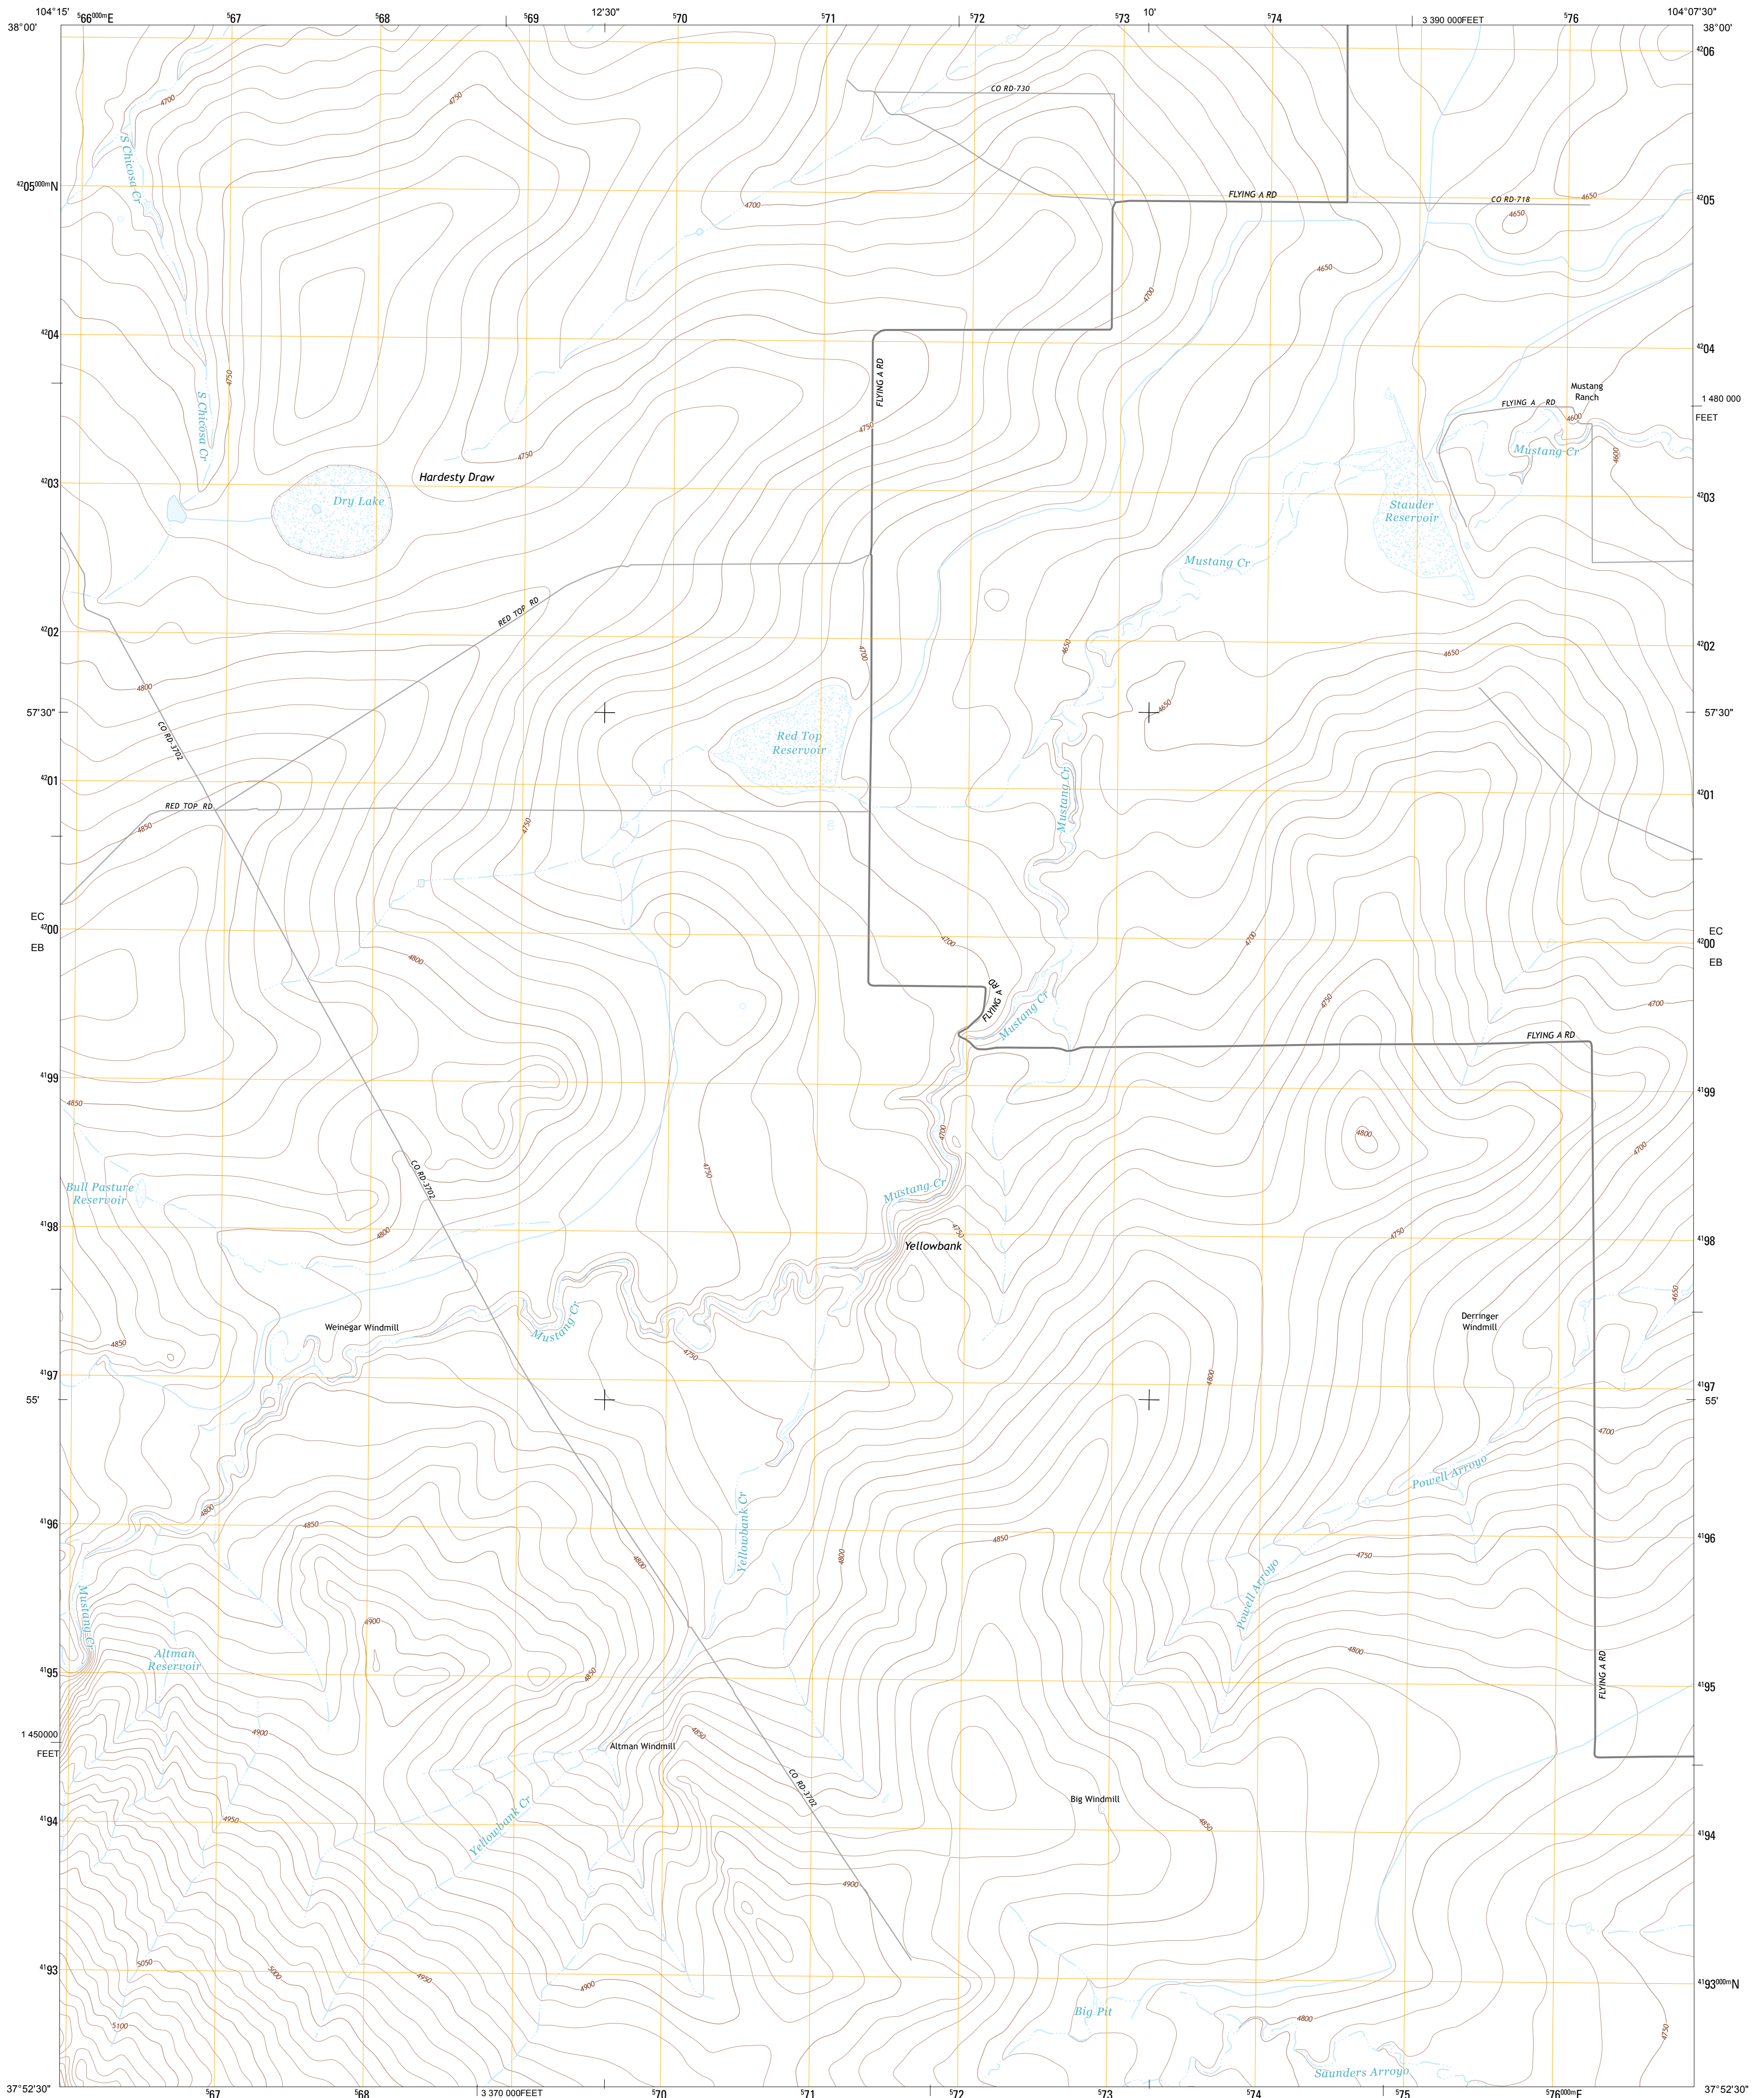 104°15'
⁵66⁰⁰⁰ᵐE
⁵67
⁵68
⁵69
12'30"
⁵70
⁵71
⁵72
⁵73
10'
⁵74
3 390 000FEET
⁵76
104°07'30"
38°00'
38°00'
⁴²06
4700
4750
CO RD-730
S Chicosa Cr
⁴²05⁰⁰⁰ᵐN
FLYING A RD
CO RD-718
4650
⁴²05
4700
4650
4650
4700
⁴²04
⁴²04
4750
FLYING A RD
S Chicosa Cr
Mustang
Ranch
FLYING A RD
1 480 000
FEET
4600
4750
4750
Mustang Cr
4600
Hardesty Draw
⁴²03
Dry Lake
⁴²03
Stauder
Reservoir
Mustang Cr
RED TOP RD
⁴²02
⁴²02
4700
4650
4650
4800
57'30"
4650
57'30"
CO RD-3702
Red Top
Reservoir
⁴²01
⁴²01
Mustang Cr
RED TOP RD
4850
4750
EC
⁴²00
EB
4700
4700
EC
⁴²00
EB
4800
FLYING A RD
Mustang Cr
4750
4700
FLYING A RD
⁴¹99
⁴¹99
4850
4700
4800
4700
4750
CO RD-3702
Bull Pasture
Reservoir
Mustang Cr
⁴¹98
4800
4750
Yellowbank
4750
⁴¹98
4650
Weinegar Windmill
Mustang Cr
Derringer
Windmill
4850
4750
⁴¹97
4800
⁴¹97
55'
55'
4700
Powell Arroyo
4800
Yellowbank Cr
⁴¹96
4850
4850
⁴¹96
4800
4800
4750
Mustang Cr
Powell Arroyo
4900
Altman
Reservoir
4800
⁴¹95
4850
FLYING A RD
⁴¹95
1 450000
FEET
4900
4850
Altman Windmill
CO RD-3702
Big Windmill
⁴¹94
4950
Yellowbank Cr
4850
⁴¹94
4900
5050
⁴¹93
5000
4950
4900
⁴¹93⁰⁰⁰ᵐN
Big Pit
5100
4800
4750
Saunders Arroyo
37°52'30"
⁵67
⁵68
3 370 000FEET
⁵70
⁵71
⁵72
⁵73
⁵74
⁵75
⁵76⁰⁰⁰ᵐE
37°52'30"